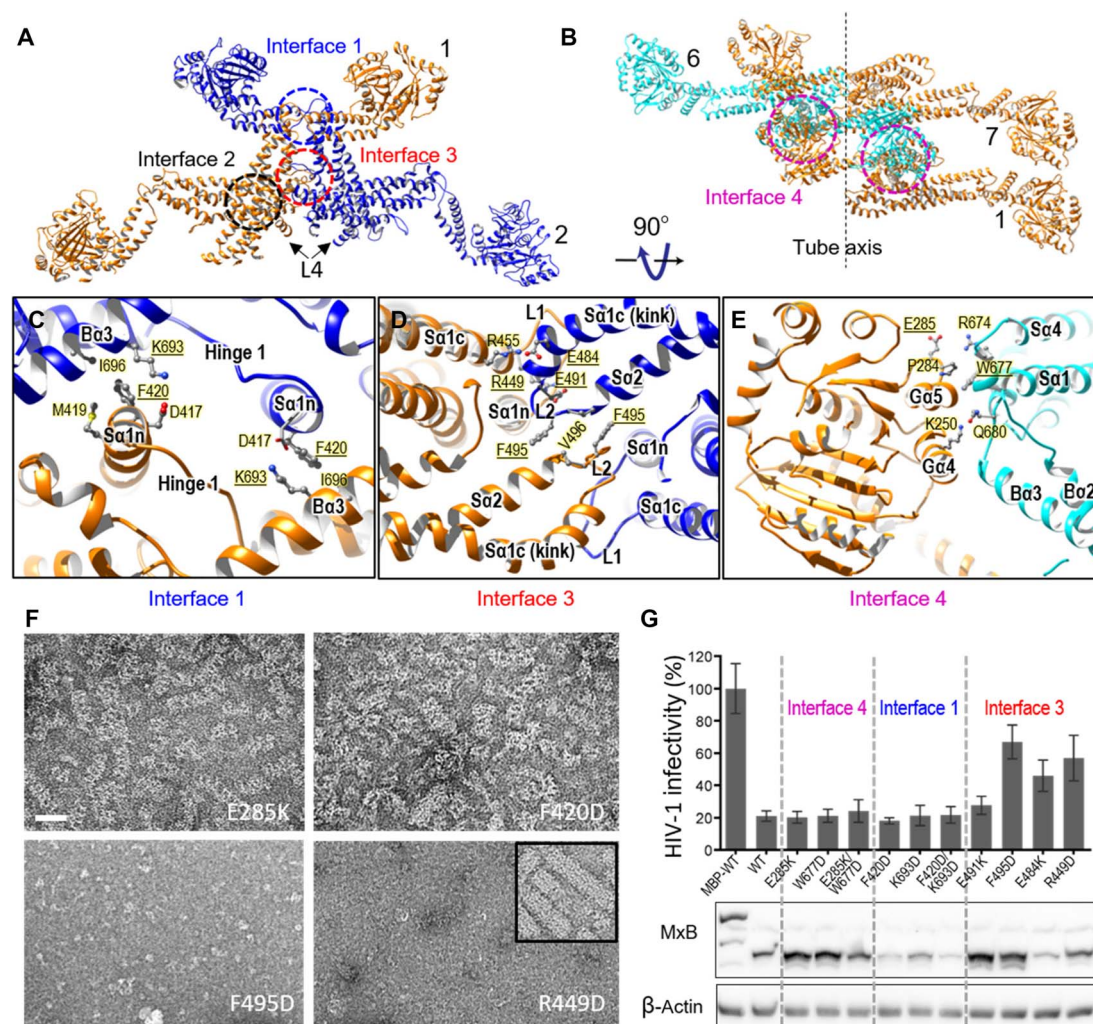 A
Interface 1
1
Interface 2
Interface 3
L4
2
B
6
7
Interface 4
1
Tube axis
90°
C
Bα3
K693
I696
Hinge 1
F420
M419
D417
Sα1n
Sα1n
D417
F420
Hinge 1
K693
I696
Bα3
Interface 1
D
L1
Sα1c (kink)
Sα1c
R455
E484
R449
E491
Sα2
Sα1n
L2
F495
V496
F495
Sα1n
L2
Sα2
Sα1c
Sα1c (kink)
L1
Interface 3
E
E285
R674
Sα4
P284
W677
Sα1
Gα5
K250
Q680
Gα4
Bα3
Bα2
Interface 4
F
E285K
F420D
F495D
R449D
G
HIV-1 infectivity (%)
120
100
80
60
40
20
0
Interface 4
Interface 1
Interface 3
MBP-WT
WT
E285K
W677D
E285K/
W677D
F420D
K693D
F420D/
K693D
E491K
F495D
E484K
R449D
MxB
β-Actin